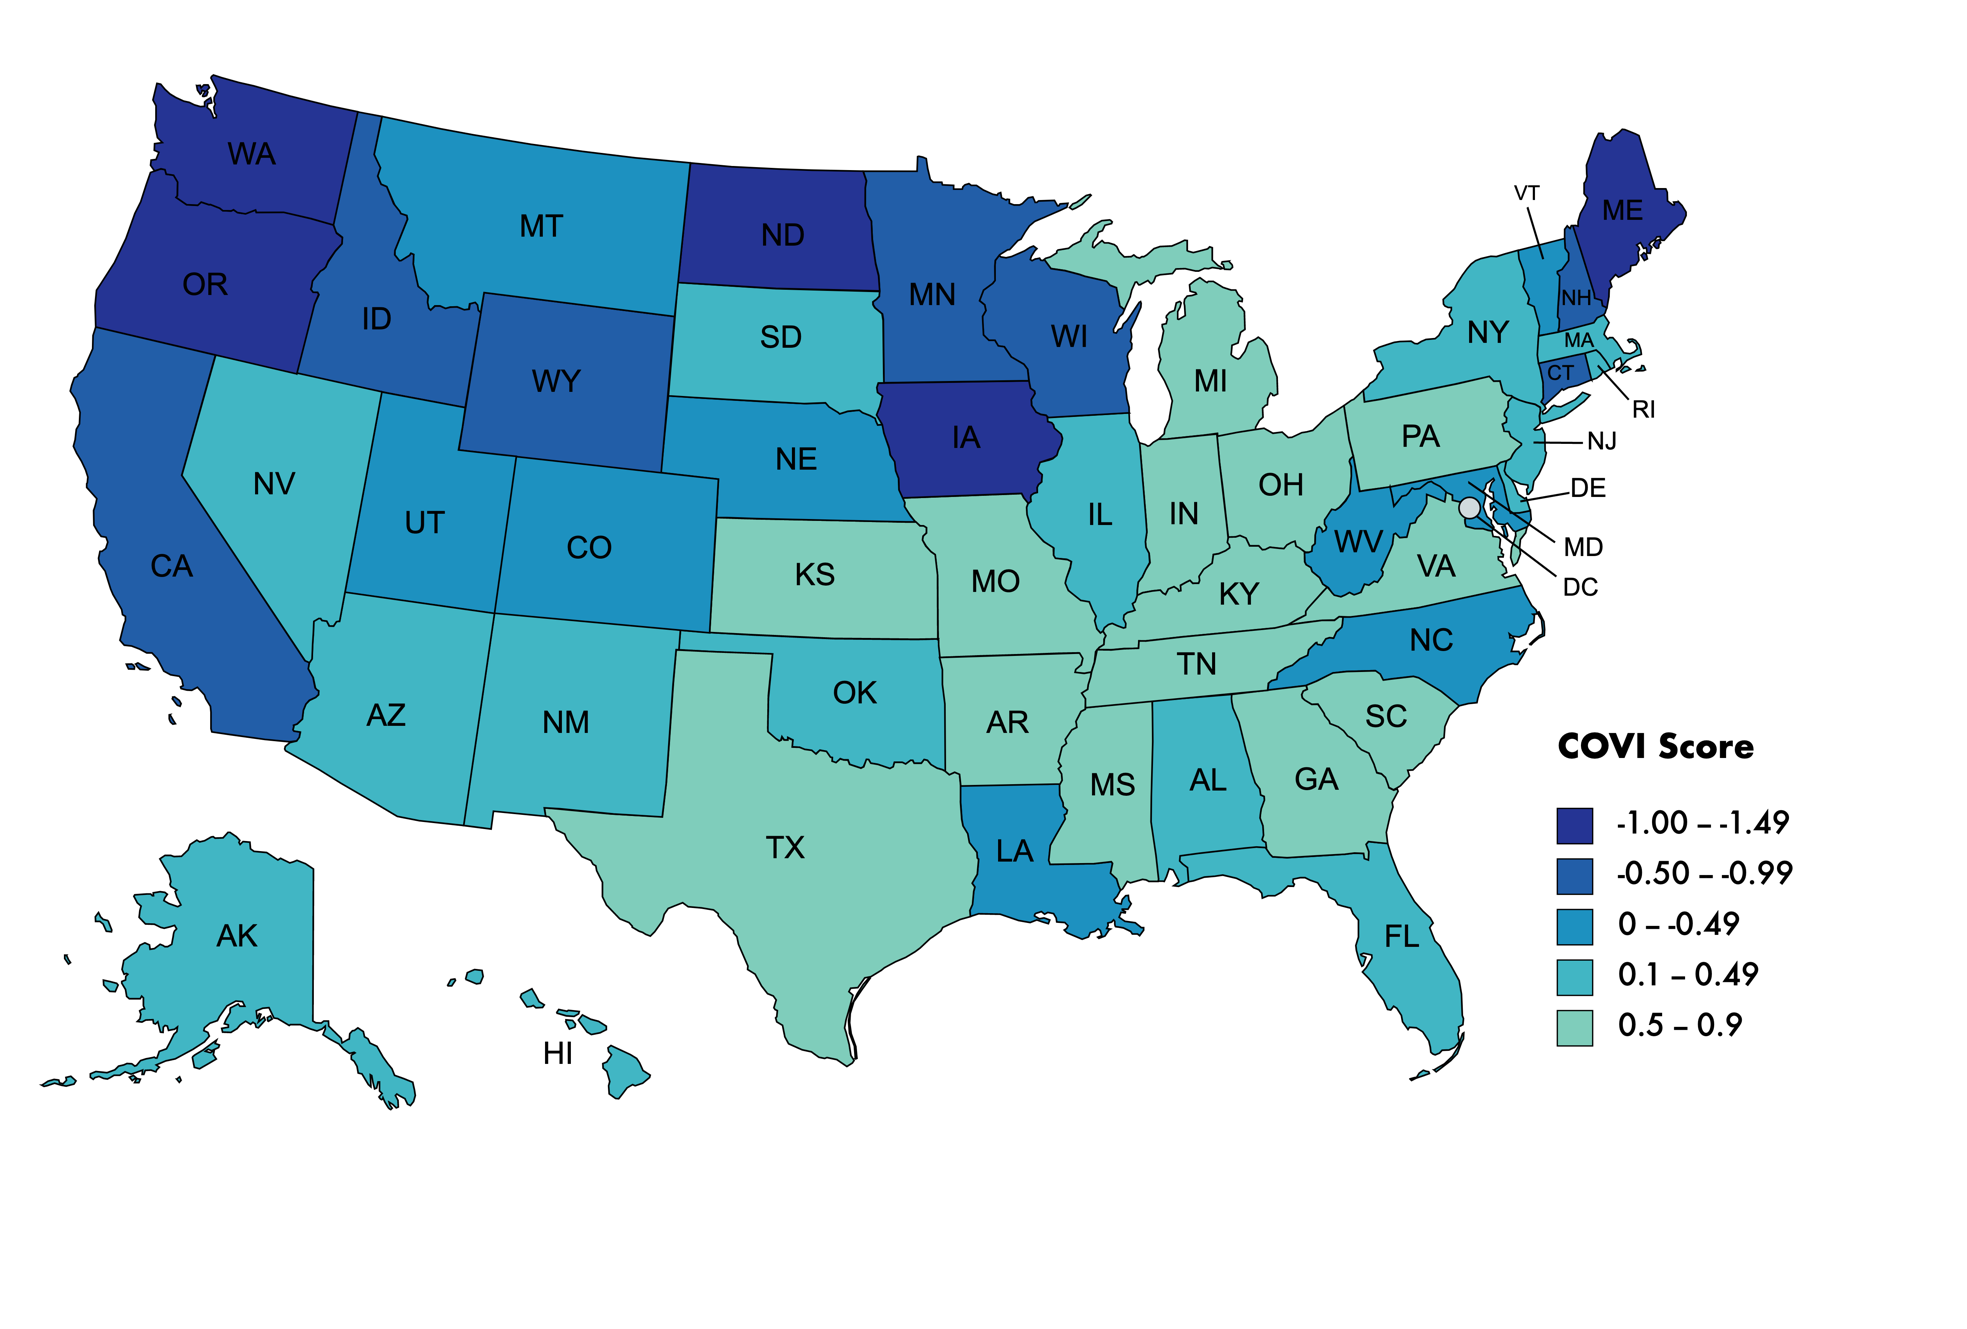 WA
VT
ME
MT
ND
OR
MN
NH
ID
SD
WI
NY
MA
WY
MI
CT
RI
IA
PA
NJ
NE
NV
OH
DE
IL
IN
UT
WV
MD
CO
CA
KS
MO
VA
DC
KY
NC
TN
OK
AZ
NM
AR
SC
COVI Score
MS
AL
GA
-1.00 – -1.49
TX
LA
-0.50 – -0.99
AK
FL
0 – -0.49
0.1 – 0.49
0.5 – 0.9
HI